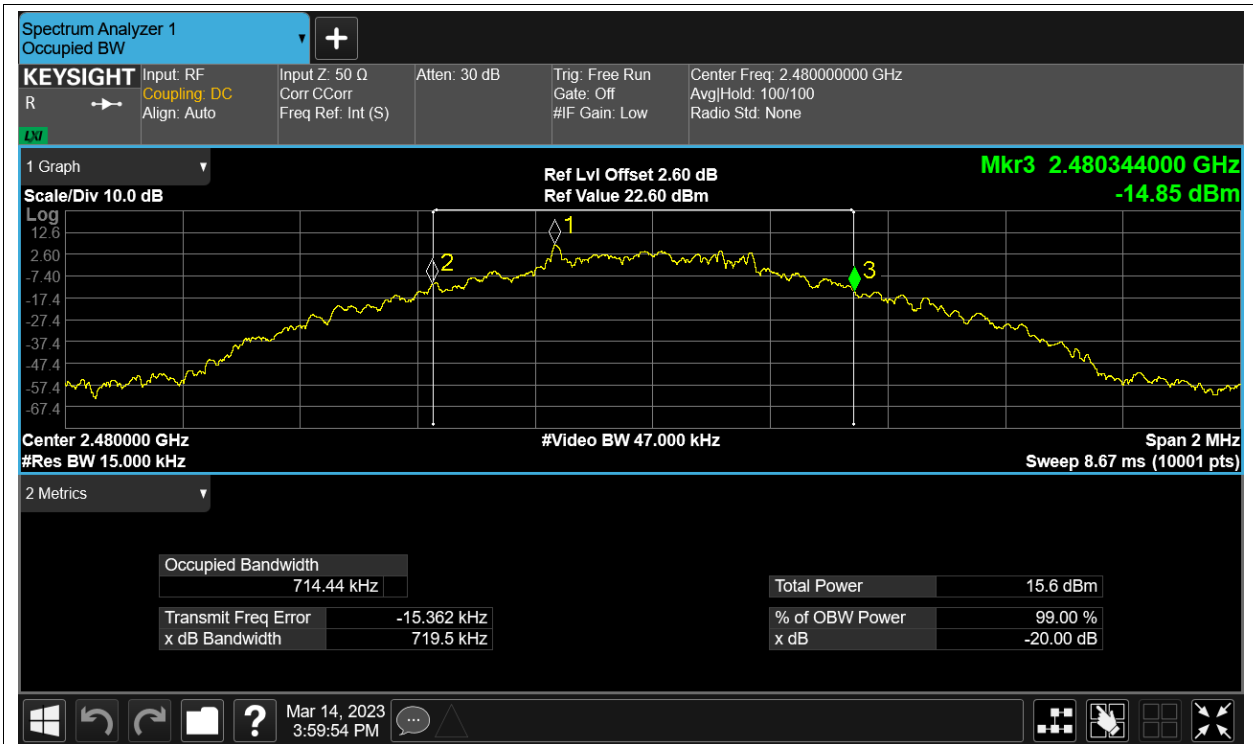 Spectrum Analyzer 1
Occupied BW
KEYSIGHT
R
LXI
Input: RF
Coupling: DC
Align: Auto
Input Z: 50 Ω
Corr CCorr
Freq Ref: Int (S)
Atten: 30 dB
Trig: Free Run
Gate: Off
#IF Gain: Low
Center Freq: 2.480000000 GHz
Avg|Hold: 100/100
Radio Std: None
1 Graph
Scale/Div 10.0 dB
Log
Ref Lvl Offset 2.60 dB
Ref Value 22.60 dBm
Mkr3 2.480344000 GHz
-14.85 dBm
12.6
2.60
-7.40
-17.4
-27.4
-37.4
-47.4
-57.4
-67.4
1
2
3
Center 2.480000 GHz
#Res BW 15.000 kHz
#Video BW 47.000 kHz
Span 2 MHz
Sweep 8.67 ms (10001 pts)
2 Metrics
Occupied Bandwidth
714.44 kHz
Transmit Freq Error -15.362 kHz
x dB Bandwidth 719.5 kHz
Total Power 15.6 dBm
% of OBW Power 99.00 %
x dB -20.00 dB
?
Mar 14, 2023
3:59:54 PM